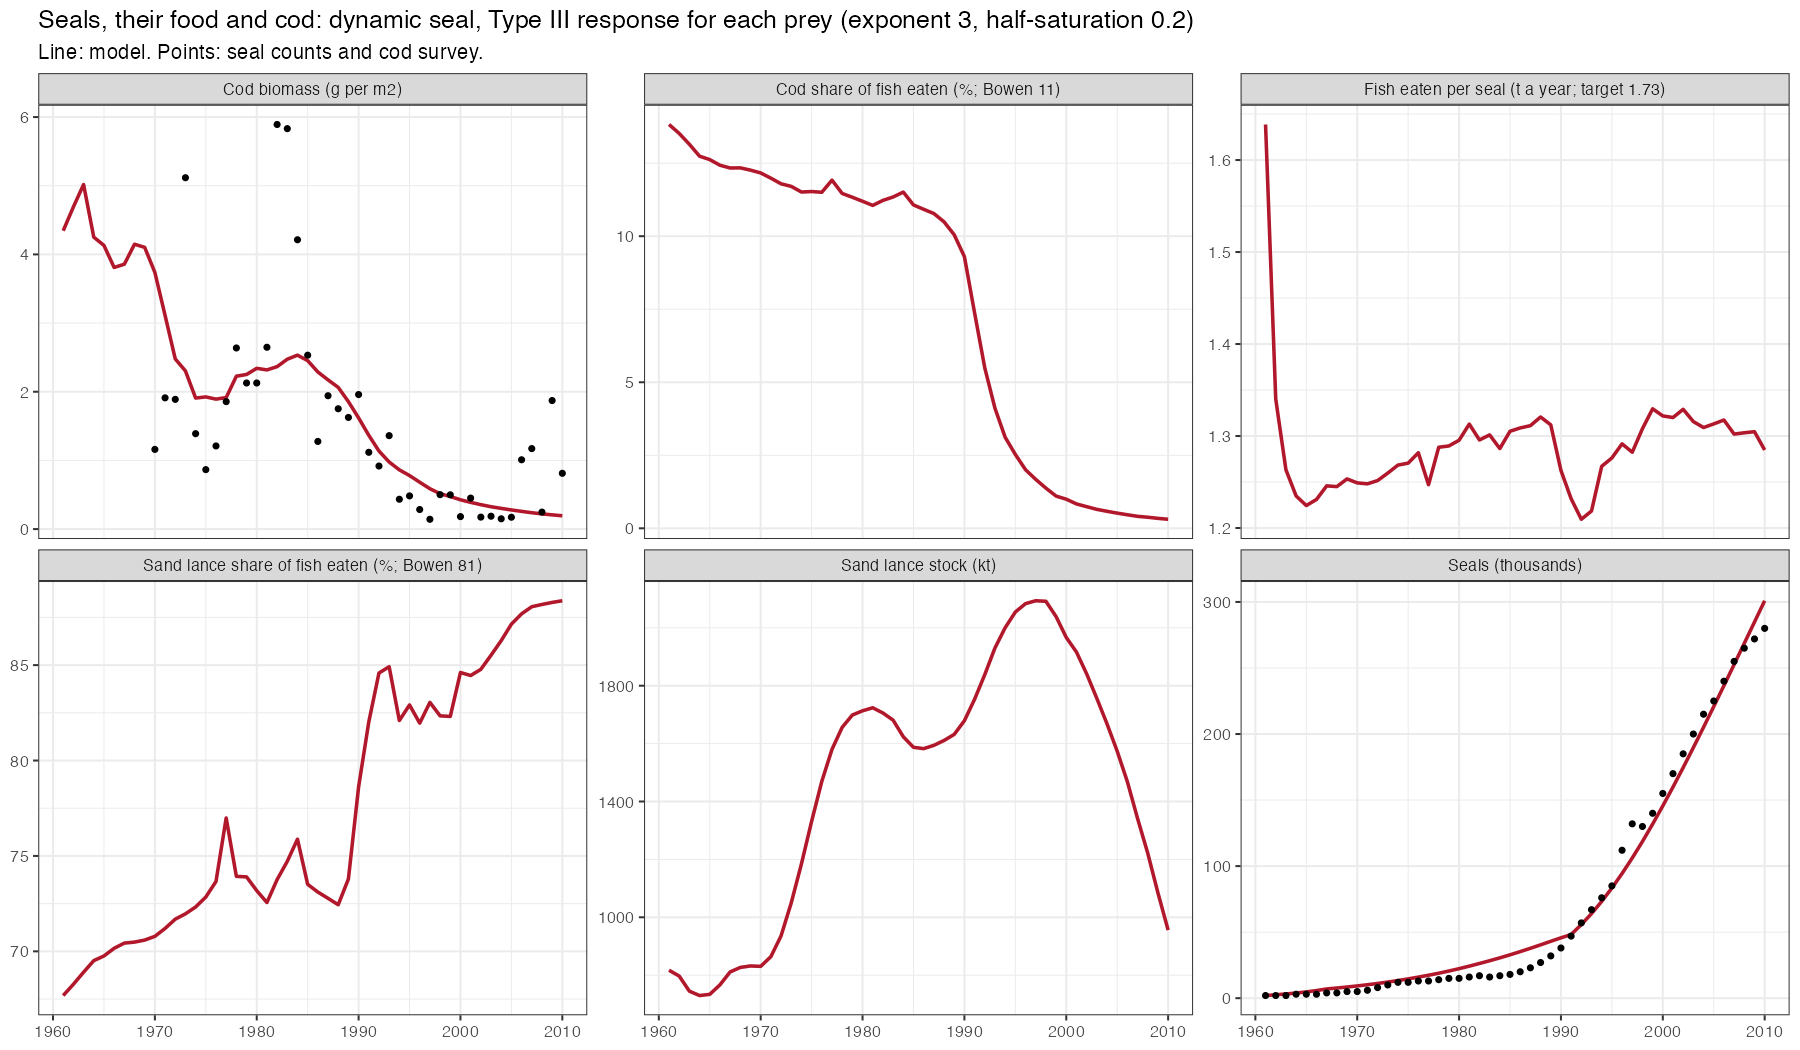 Seals, their food and cod: dynamic seal, Type III response for each prey (exponent 3, half-saturation 0.2)
Line: model. Points: seal counts and cod survey.
Cod biomass (g per m2)
6
4
2
0
Cod share of fish eaten (%; Bowen 11)
10
5
0
Fish eaten per seal (t a year; target 1.73)
1.6
1.5
1.4
1.3
1.2
Sand lance share of fish eaten (%; Bowen 81)
85
80
75
70
1960 1970 1980 1990 2000 2010
Sand lance stock (kt)
1800
1400
1000
1960 1970 1980 1990 2000 2010
Seals (thousands)
300
200
100
0
1960 1970 1980 1990 2000 2010